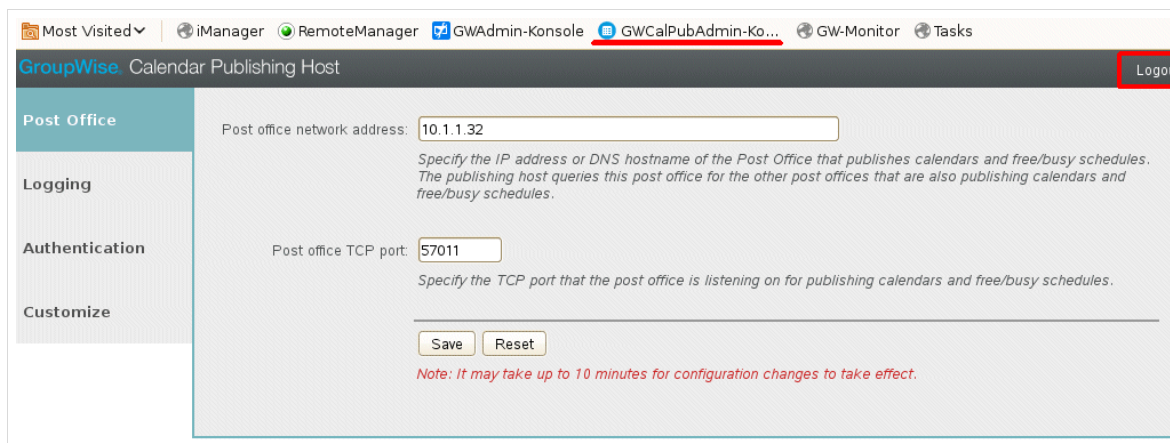 Most Visited iManager RemoteManager GWAdmin-Konsole GWCalPubAdmin-Ko... GW-Monitor Tasks
GroupWise. Calendar Publishing Host
Logou
Post Office
Logging
Authentication
Customize
Post office network address: 10.1.1.32
Specify the IP address or DNS hostname of the Post Office that publishes calendars and free/busy schedules.
The publishing host queries this post office for the other post offices that are also publishing calendars and
free/busy schedules.
Post office TCP port: 57011
Specify the TCP port that the post office is listening on for publishing calendars and free/busy schedules.
Save Reset
Note: It may take up to 10 minutes for configuration changes to take effect.